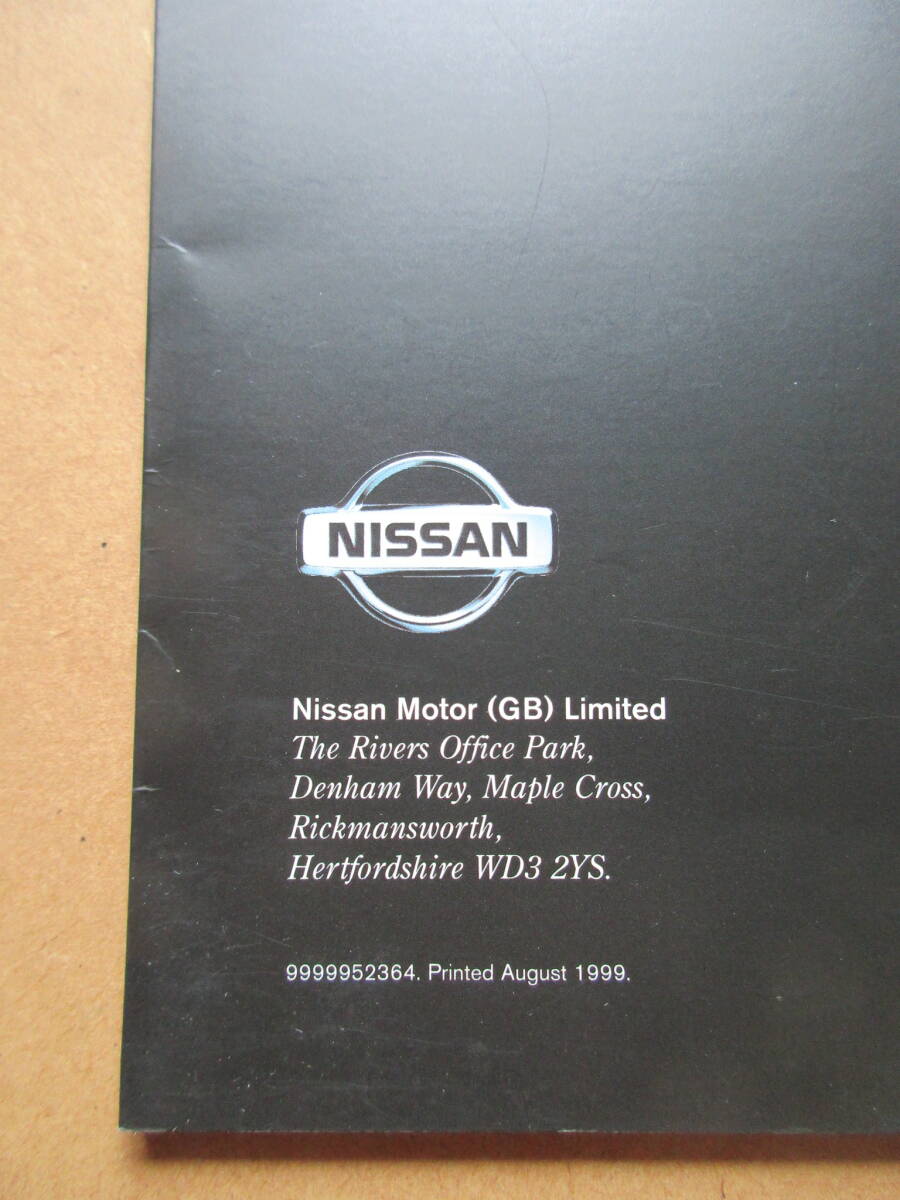 NISSAN
Nissan Motor (GB) Limited
The Rivers Office Park,
Denham Way, Maple Cross,
Rickmansworth,
Hertfordshire WD3 2YS.
9999952364. Printed August 1999.